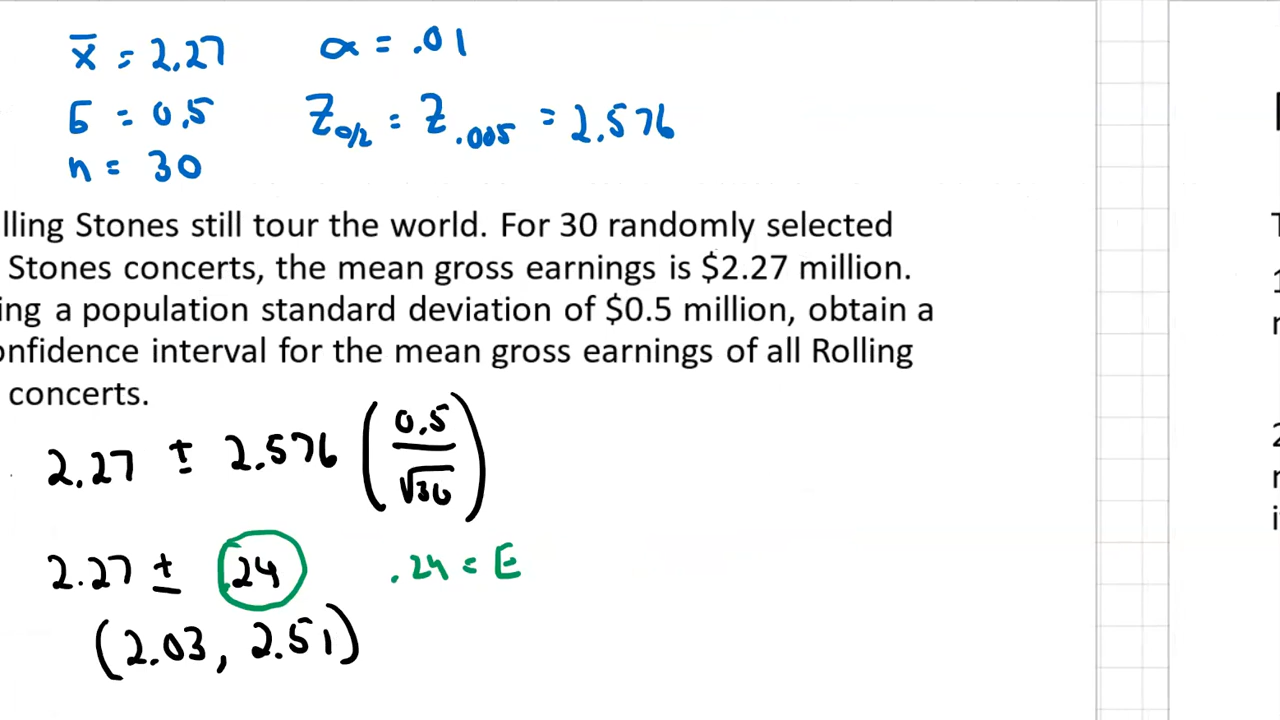 x̄ = 2.27 α = .01
σ = 0.5 Zα/2 = Z.005 = 2.576
n = 30
lling Stones still tour the world. For 30 randomly selected
Stones concerts, the mean gross earnings is $2.27 million.
ing a population standard deviation of $0.5 million, obtain a
onfidence interval for the mean gross earnings of all Rolling
concerts.
2.27 ± 2.576 (0.5/√30)
2.27 ± .24 .24 = E
(2.03, 2.51)
1
2